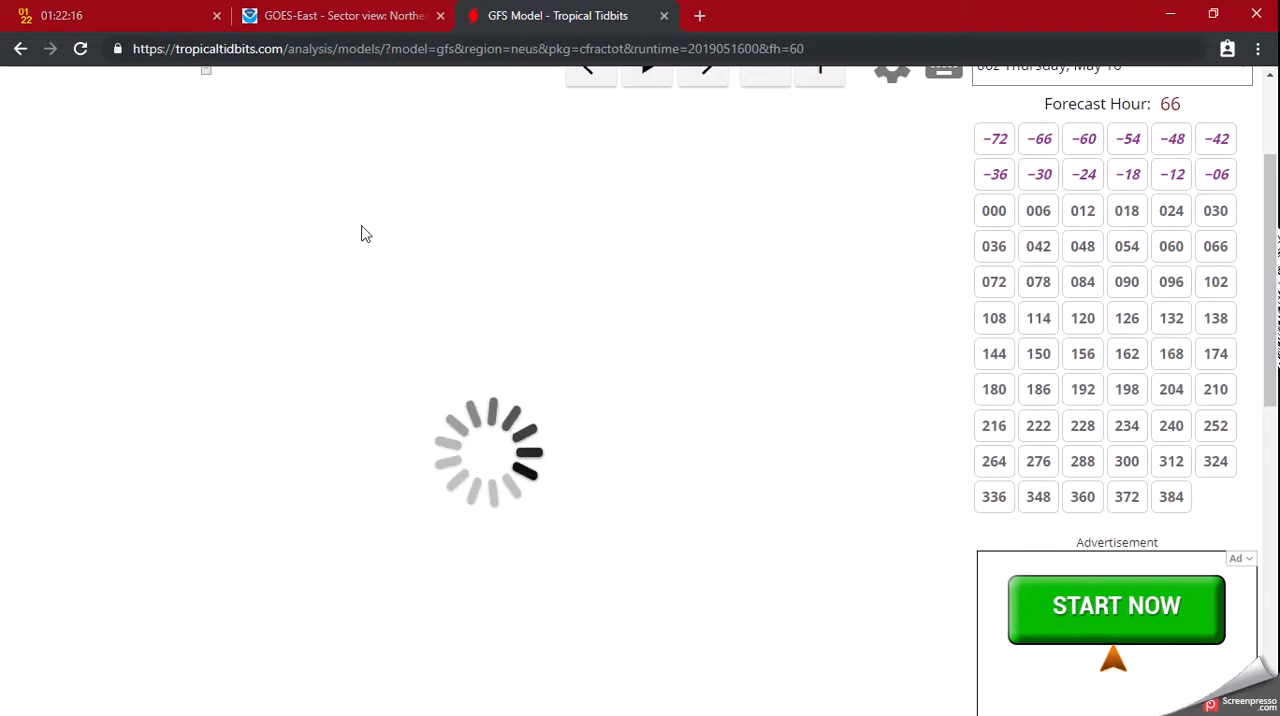 01
22
01:22:16
GOES-East - Sector view: Northe
GFS Model - Tropical Tidbits
https://tropicaltidbits.com/analysis/models/?model=gfs&region=neus&pkg=cfractot&runtime=2019051600&fh=60
00z Thursday, May 16
Forecast Hour: 66
−72 −66 −60 −54 −48 −42
−36 −30 −24 −18 −12 −06
000 006 012 018 024 030
036 042 048 054 060 066
072 078 084 090 096 102
108 114 120 126 132 138
144 150 156 162 168 174
180 186 192 198 204 210
216 222 228 234 240 252
264 276 288 300 312 324
336 348 360 372 384
Advertisement
Ad
START NOW
Screenpresso
.com